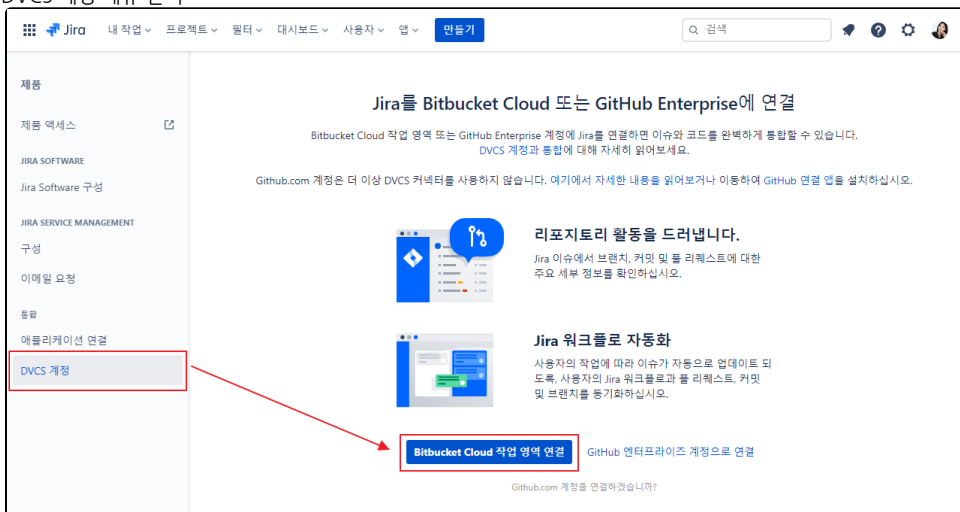 DVCS 계정 메뉴 선택
Jira 내 작업 프로젝트 필터 대시보드 사용자 앱 만들기 검색
제품
제품 액세스
JIRA SOFTWARE
Jira Software 구성
JIRA SERVICE MANAGEMENT
구성
이메일 요청
통합
애플리케이션 연결
DVCS 계정
Jira를 Bitbucket Cloud 또는 GitHub Enterprise에 연결
Bitbucket Cloud 작업 영역 또는 GitHub Enterprise 계정에 Jira를 연결하면 이슈와 코드를 완벽하게 통합할 수 있습니다.
DVCS 계정과 통합에 대해 자세히 읽어보세요.
Github.com 계정은 더 이상 DVCS 커넥터를 사용하지 않습니다. 여기에서 자세한 내용을 읽어보거나 이동하여 GitHub 연결 앱을 설치하십시오.
리포지토리 활동을 드러냅니다.
Jira 이슈에서 브랜치, 커밋 및 풀 리퀘스트에 대한
주요 세부 정보를 확인하십시오.
Jira 워크플로 자동화
사용자의 작업에 따라 이슈가 자동으로 업데이트 되
도록, 사용자의 Jira 워크플로과 풀 리퀘스트, 커밋
및 브랜치를 동기화하십시오.
Bitbucket Cloud 작업 영역 연결 GitHub 엔터프라이즈 계정으로 연결
Github.com 계정을 연결하겠습니까?